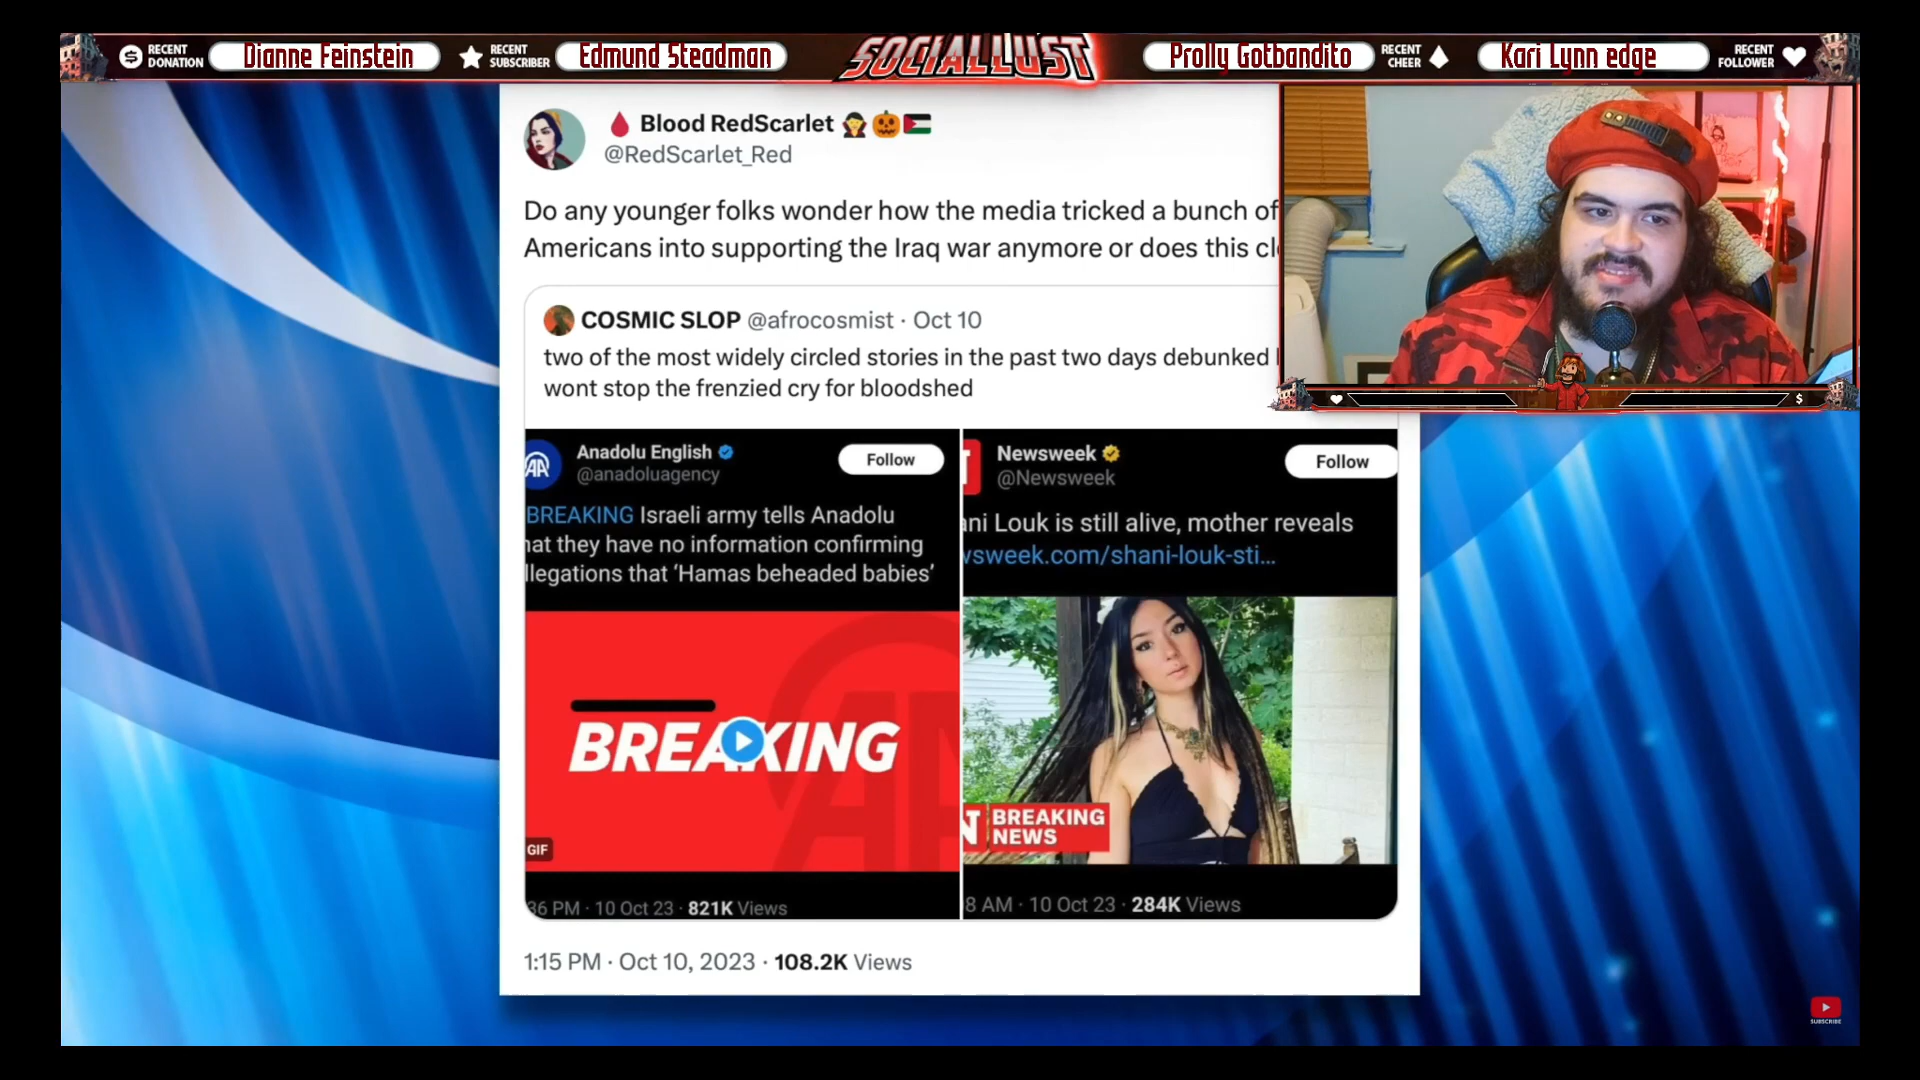 RECENT DONATION
Dianne Feinstein
RECENT SUBSCRIBER
Edmund Steadman
SOCIALLUST
Prolly Gotbandito
RECENT CHEER
Kari Lynn edge
RECENT FOLLOWER
Blood RedScarlet
@RedScarlet_Red
Do any younger folks wonder how the media tricked a bunch of
Americans into supporting the Iraq war anymore or does this
COSMIC SLOP @afrocosmist · Oct 10
two of the most widely circled stories in the past two days debunked
wont stop the frenzied cry for bloodshed
Anadolu English
@anadoluagency
Follow
BREAKING Israeli army tells Anadolu
they have no information confirming
that 'Hamas beheaded babies'
BREAKING
GIF
36 PM · 10 Oct 23 · 821K Views
Newsweek
@Newsweek
Follow
Louk is still alive, mother reveals
wsweek.com/shani-louk-sti...
BREAKING
NEWS
8 AM · 10 Oct 23 · 284K Views
1:15 PM · Oct 10, 2023 · 108.2K Views
SUBSCRIBE